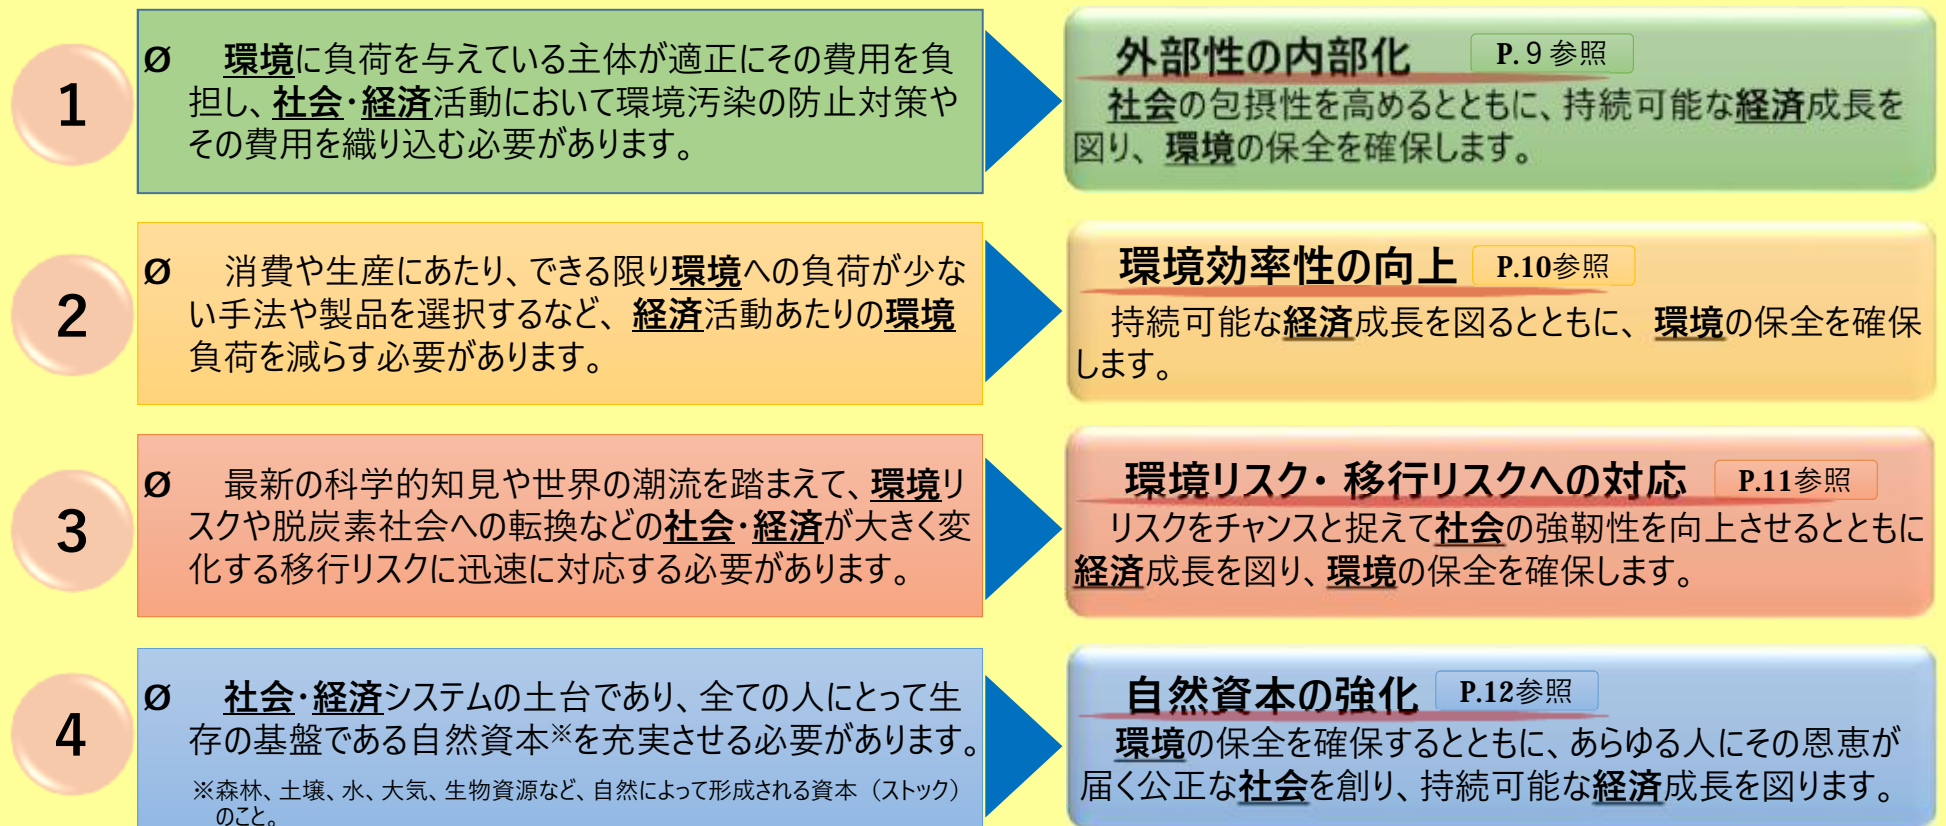 1
Ø 環境に負荷を与えている主体が適正にその費用を負
担し、社会・経済活動において環境汚染の防止対策や
その費用を織り込む必要があります。
外部性の内部化 P.９参照
社会の包摂性を高めるとともに、持続可能な経済成長を
図り、環境の保全を確保します。
2
Ø 消費や生産にあたり、できる限り環境への負荷が少な
い手法や製品を選択するなど、経済活動あたりの環境
負荷を減らす必要があります。
環境効率性の向上 P.10参照
持続可能な経済成長を図るとともに、環境の保全を確保
します。
3
Ø 最新の科学的知見や世界の潮流を踏まえて、環境リ
スクや脱炭素社会への転換などの社会・経済が大きく変
化する移行リスクに迅速に対応する必要があります。
環境リスク・移行リスクへの対応 P.11参照
リスクをチャンスと捉えて社会の強靭性を向上させるとともに
経済成長を図り、環境の保全を確保します。
4
Ø 社会・経済システムの土台であり、全ての人にとって生
存の基盤である自然資本※を充実させる必要があります。
※森林、土壌、水、大気、生物資源など、自然によって形成される資本（ストック）
のこと。
自然資本の強化 P.12参照
環境の保全を確保するとともに、あらゆる人にその恩恵が
届く公正な社会を創り、持続可能な経済成長を図ります。